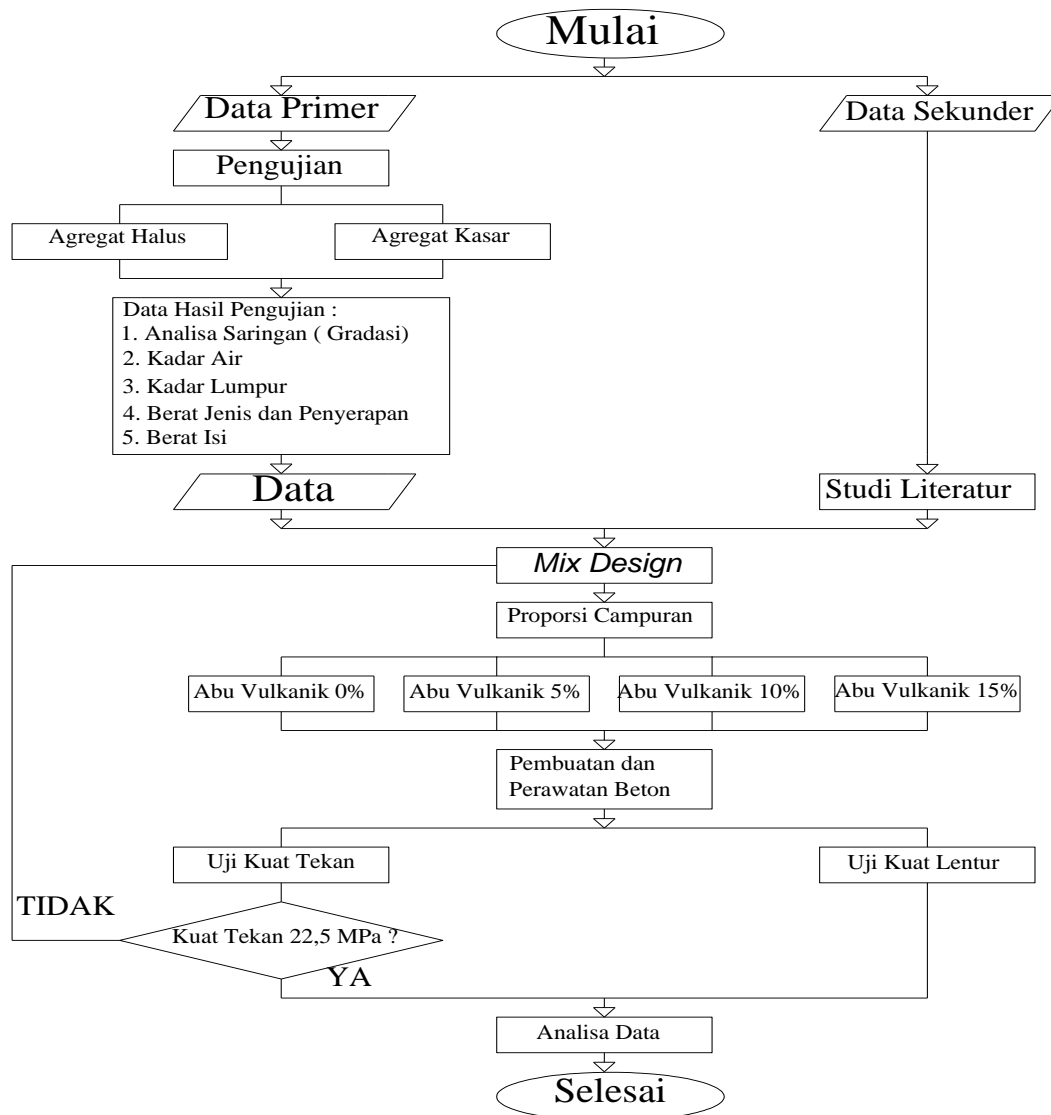 Mulai
Data Primer
Data Sekunder
Pengujian
Agregat Halus
Agregat Kasar
Data Hasil Pengujian :
1. Analisa Saringan ( Gradasi)
2. Kadar Air
3. Kadar Lumpur
4. Berat Jenis dan Penyerapan
5. Berat Isi
Data
Studi Literatur
Mix Design
Proporsi Campuran
Abu Vulkanik 0%
Abu Vulkanik 5%
Abu Vulkanik 10%
Abu Vulkanik 15%
Pembuatan dan
Perawatan Beton
Uji Kuat Tekan
Uji Kuat Lentur
TIDAK
Kuat Tekan 22,5 MPa ?
YA
Analisa Data
Selesai